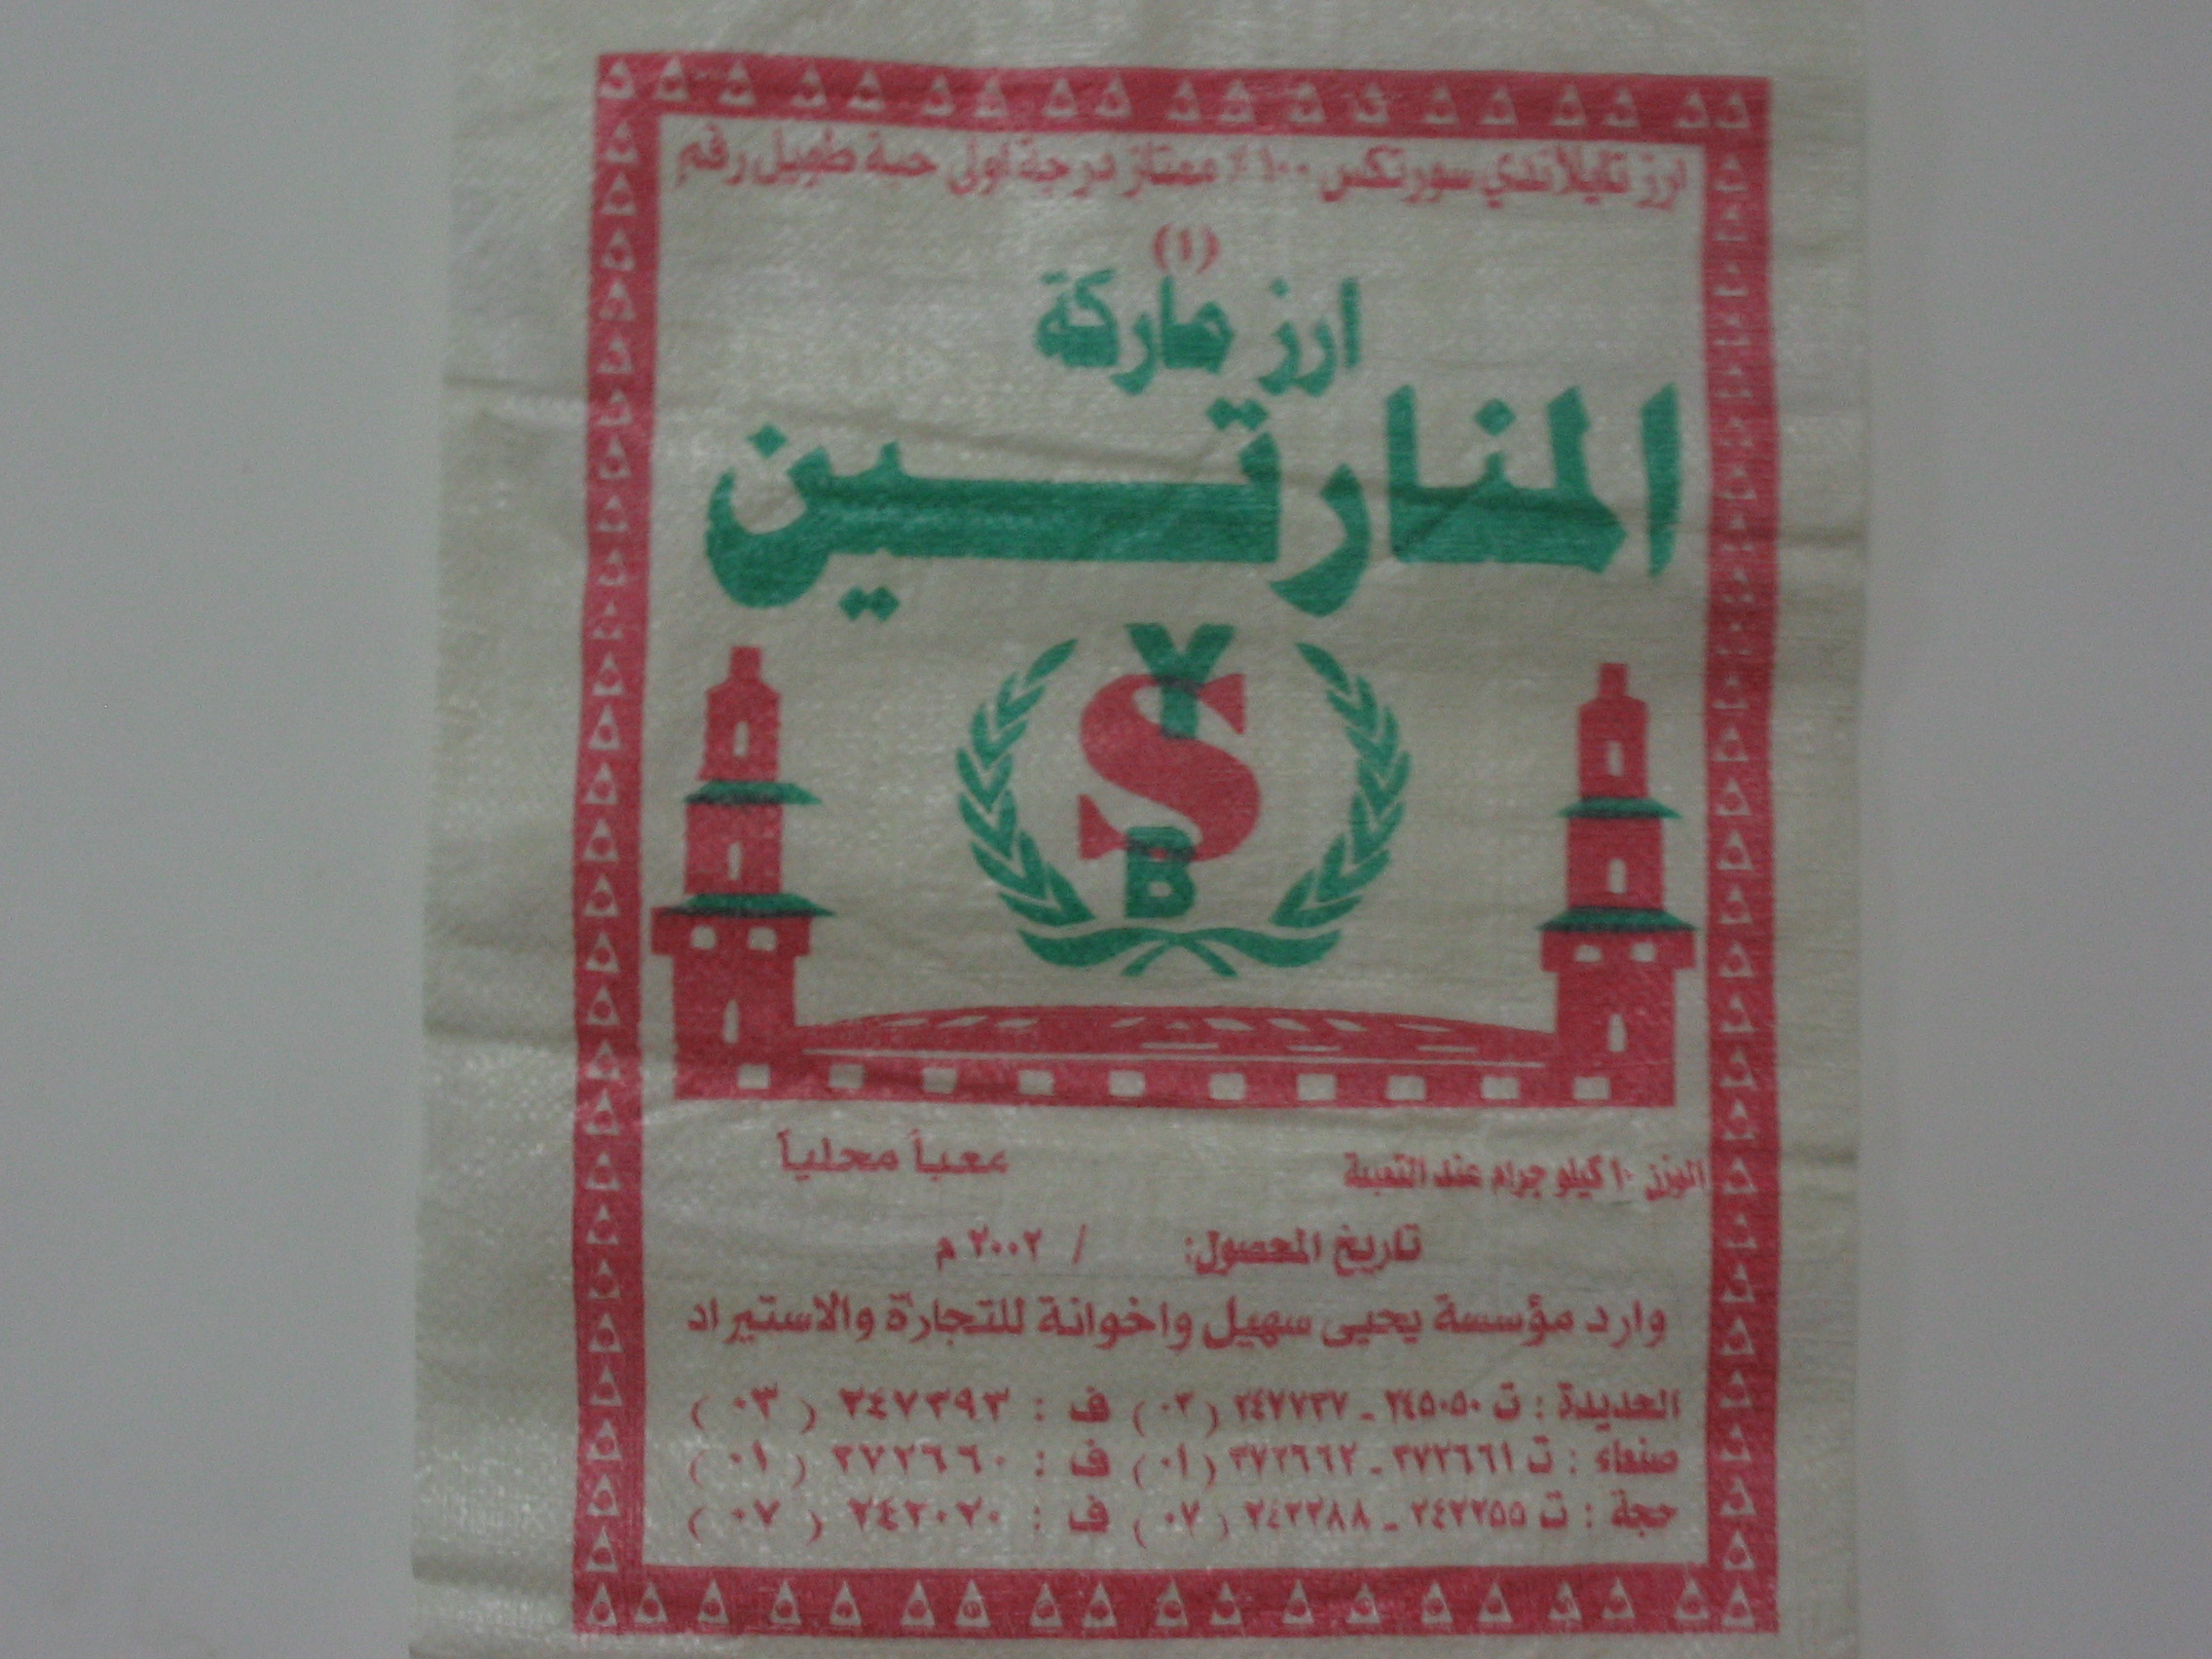 ارز تايلاندي سورتكس ١٠٠٪ ممتاز درجة اولى حبة طويل رقم
(١)
ارز ماركة
المنارتين
Y
S
B
الوزن ١٠ كيلو جرام عند التعبئة
معبأ محلياً
تاريخ المحصول: / ٢٠٠٢ م
وارد مؤسسة يحيى سهيل واخوانة للتجارة والاستيراد
الحديدة : ت ٢٤٥٠٥٠ - ٢٤٧٧٣٧ (٠٣) ف : ٢٤٧٣٩٣ (٠٣)
صنعاء : ت ٢٧٢٦٦١ - ٢٧٢٦٦٢ (٠١) ف : ٢٧٢٦٦٠ (٠١)
حجة : ت ٢٤٢٢٥٥ - ٢٤٢٢٨٨ (٠٧) ف : ٢٤٢٠٢٠ (٠٧)